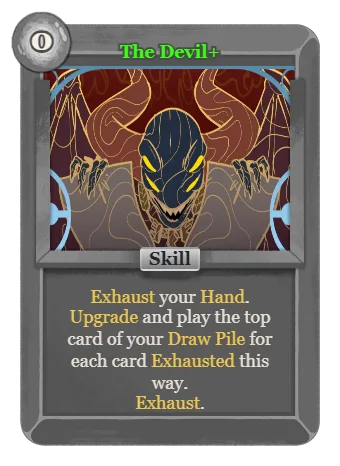 0
The Devil+
Skill
Exhaust your Hand.
Upgrade and play the top
card of your Draw Pile for
each card Exhausted this
way.
Exhaust.